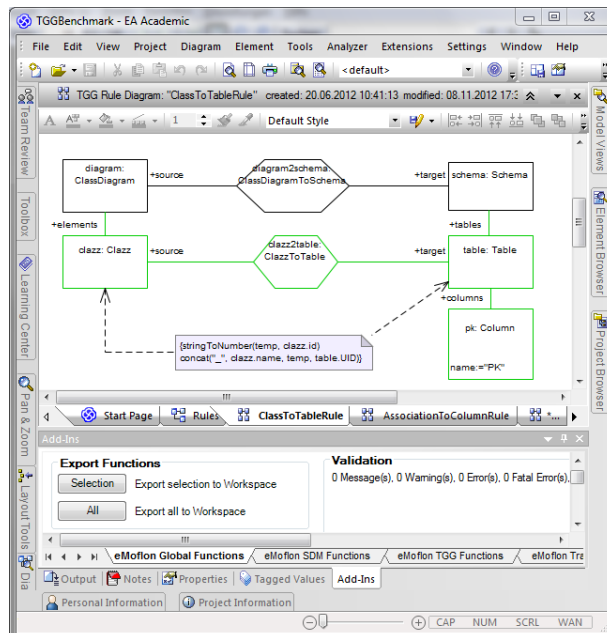 TGGBenchmark - EA Academic
File Edit View Project Diagram Element Tools Analyzer Extensions Settings Window Help
<default>
TGG Rule Diagram: "ClassToTableRule" created: 20.06.2012 10:41:13 modified: 08.11.2012 17:3
1 Default Style
Team Review
Toolbox
Learning Center
Pan & Zoom
Layout Tools
Dia
Model Views
Element Browser
Project Browser
diagram:
ClassDiagram
+source
diagram2schema:
ClassDiagramToSchema
+target
schema: Schema
+elements
+tables
clazz: Clazz
+source
clazz2table:
ClazzToTable
+target
table: Table
+columns
pk: Column
name:="PK"
{stringToNumber(temp, clazz.id)
concat("_", clazz.name, temp, table.UID)}
Start Page Rules ClassToTableRule AssociationToColumnRule *...
Add-Ins
Export Functions
Selection Export selection to Workspace
All Export all to Workspace
Validation
0 Message(s), 0 Warning(s), 0 Error(s), 0 Fatal Error(s),
eMoflon Global Functions eMoflon SDM Functions eMoflon TGG Functions eMoflon Tra
Output Notes Properties Tagged Values Add-Ins
Personal Information Project Information
CAP NUM SCRL WAN